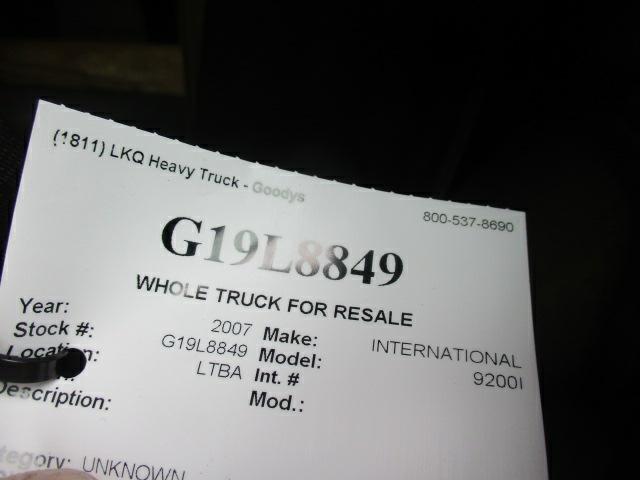 (1811) LKQ Heavy Truck - Goodys
800-537-8690
G19L8849
WHOLE TRUCK FOR RESALE
Year: 2007 Make: INTERNATIONAL
Stock #: G19L8849 Model: 9200I
Location: LTBA Int. #
Mod.:
Description:
UNKNOWN